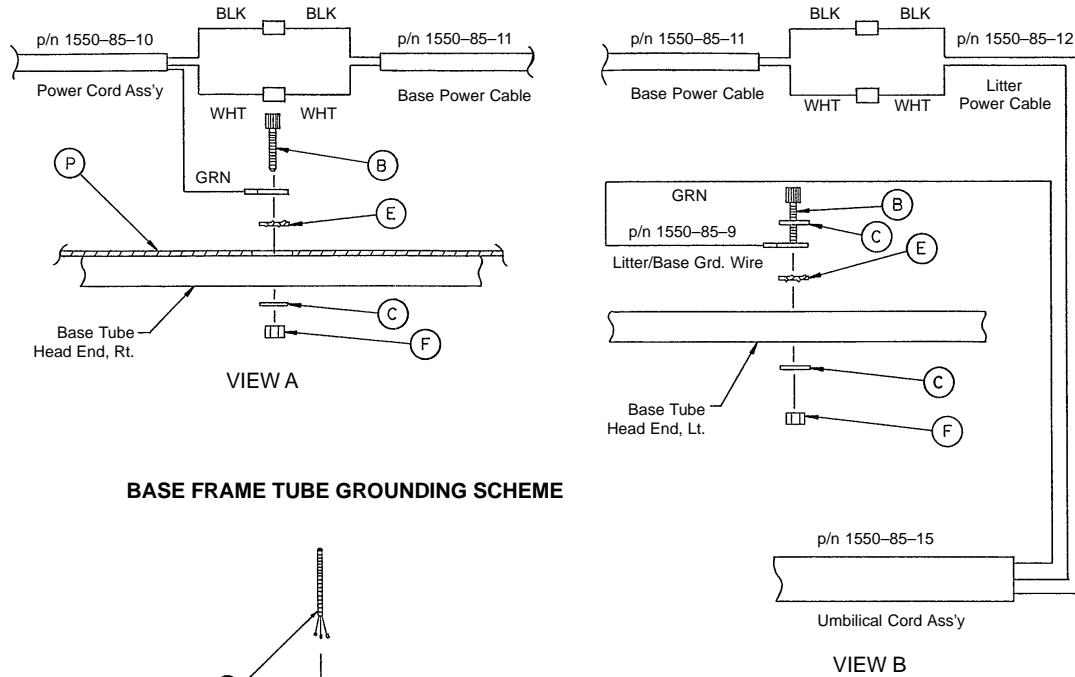 BLK BLK
p/n 1550–85–10
p/n 1550–85–11
Power Cord Ass'y
Base Power Cable
WHT WHT
B
P
GRN
E
C
Base Tube
Head End, Rt.
F
VIEW A
BLK BLK
p/n 1550–85–11
p/n 1550–85–12
Base Power Cable
Litter
Power Cable
WHT WHT
GRN
B
p/n 1550–85–9
C
E
Litter/Base Grd. Wire
C
Base Tube
Head End, Lt.
F
BASE FRAME TUBE GROUNDING SCHEME
p/n 1550–85–15
Umbilical Cord Ass'y
VIEW B